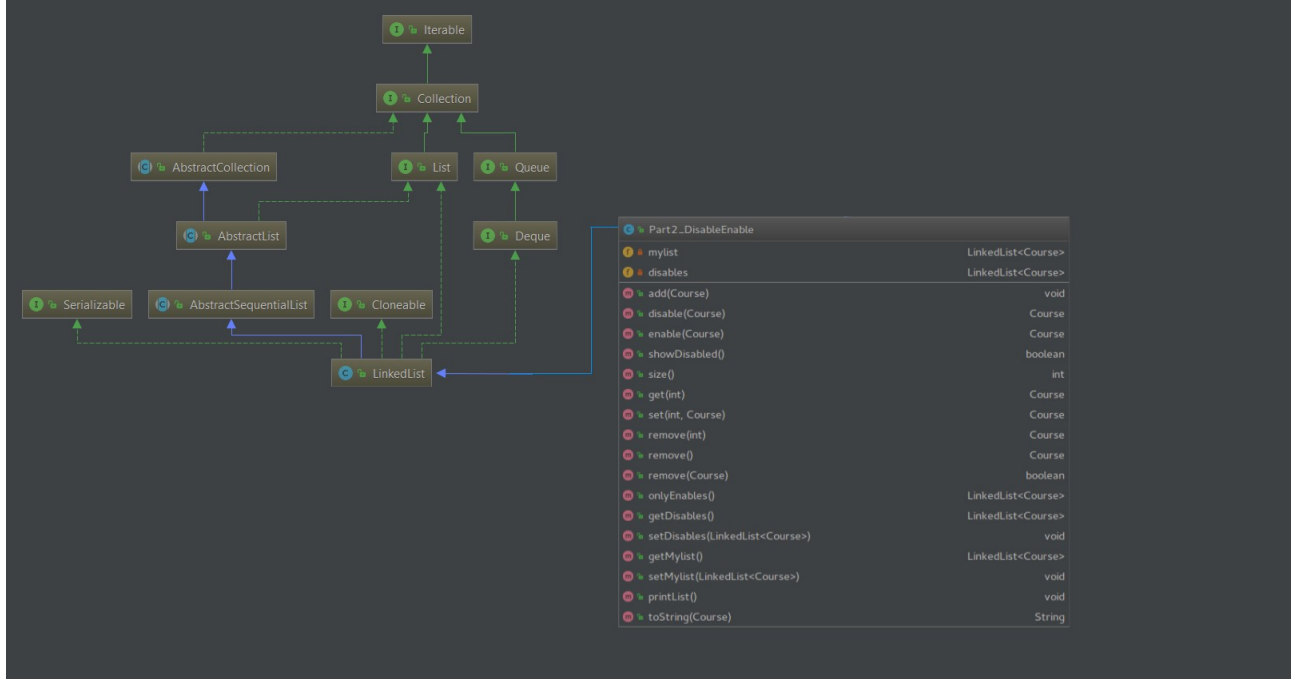 Iterable
Collection
AbstractCollection
List
Queue
AbstractList
Deque
Serializable
AbstractSequentialList
Cloneable
LinkedList
Part2_DisableEnable
mylist LinkedList<Course>
disables LinkedList<Course>
add(Course) void
disable(Course) Course
enable(Course) Course
showDisabled() boolean
size() int
get(int) Course
set(int, Course) Course
remove(int) Course
remove() Course
remove(Course) boolean
onlyEnables() LinkedList<Course>
getDisables() LinkedList<Course>
setDisables(LinkedList<Course>) void
getMylist() LinkedList<Course>
setMylist(LinkedList<Course>) void
printList() void
toString(Course) String